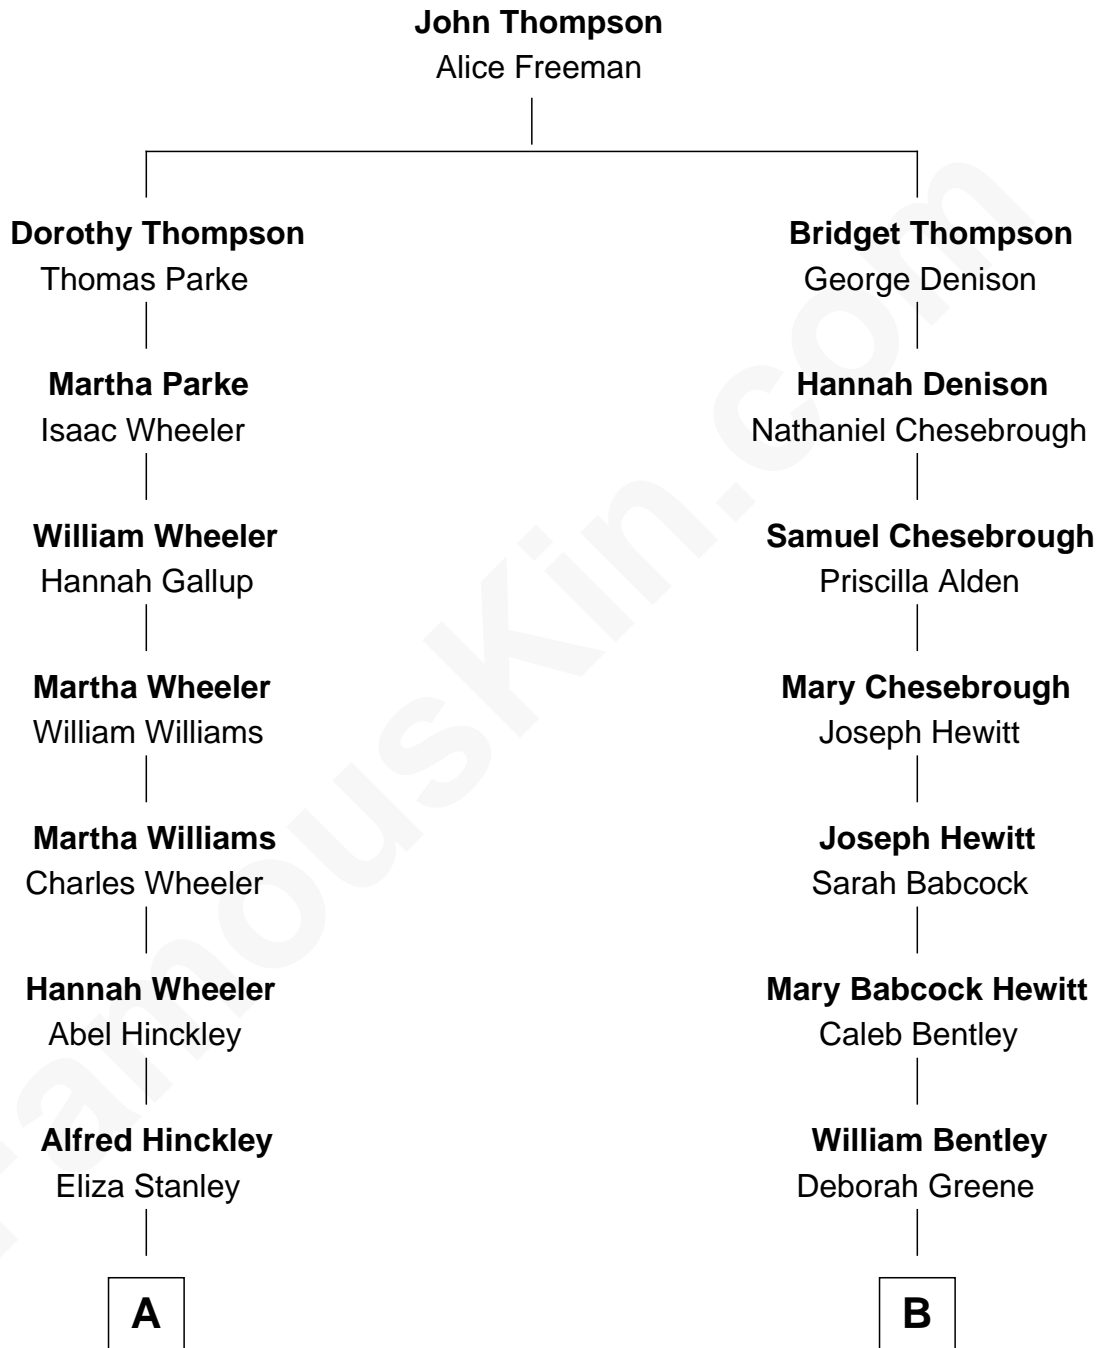 John Thompson
Alice Freeman
Dorothy Thompson
Thomas Parke
Bridget Thompson
George Denison
Martha Parke
Isaac Wheeler
Hannah Denison
Nathaniel Chesebrough
William Wheeler
Hannah Gallup
Samuel Chesebrough
Priscilla Alden
Martha Wheeler
William Williams
Mary Chesebrough
Joseph Hewitt
Martha Williams
Charles Wheeler
Joseph Hewitt
Sarah Babcock
Hannah Wheeler
Abel Hinckley
Mary Babcock Hewitt
Caleb Bentley
Alfred Hinckley
Eliza Stanley
William Bentley
Deborah Greene
A
B
FamousKin.com